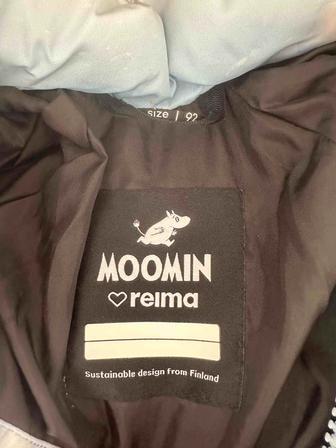 size | 92
MOOMIN
♡ reima
Sustainable design from Finland